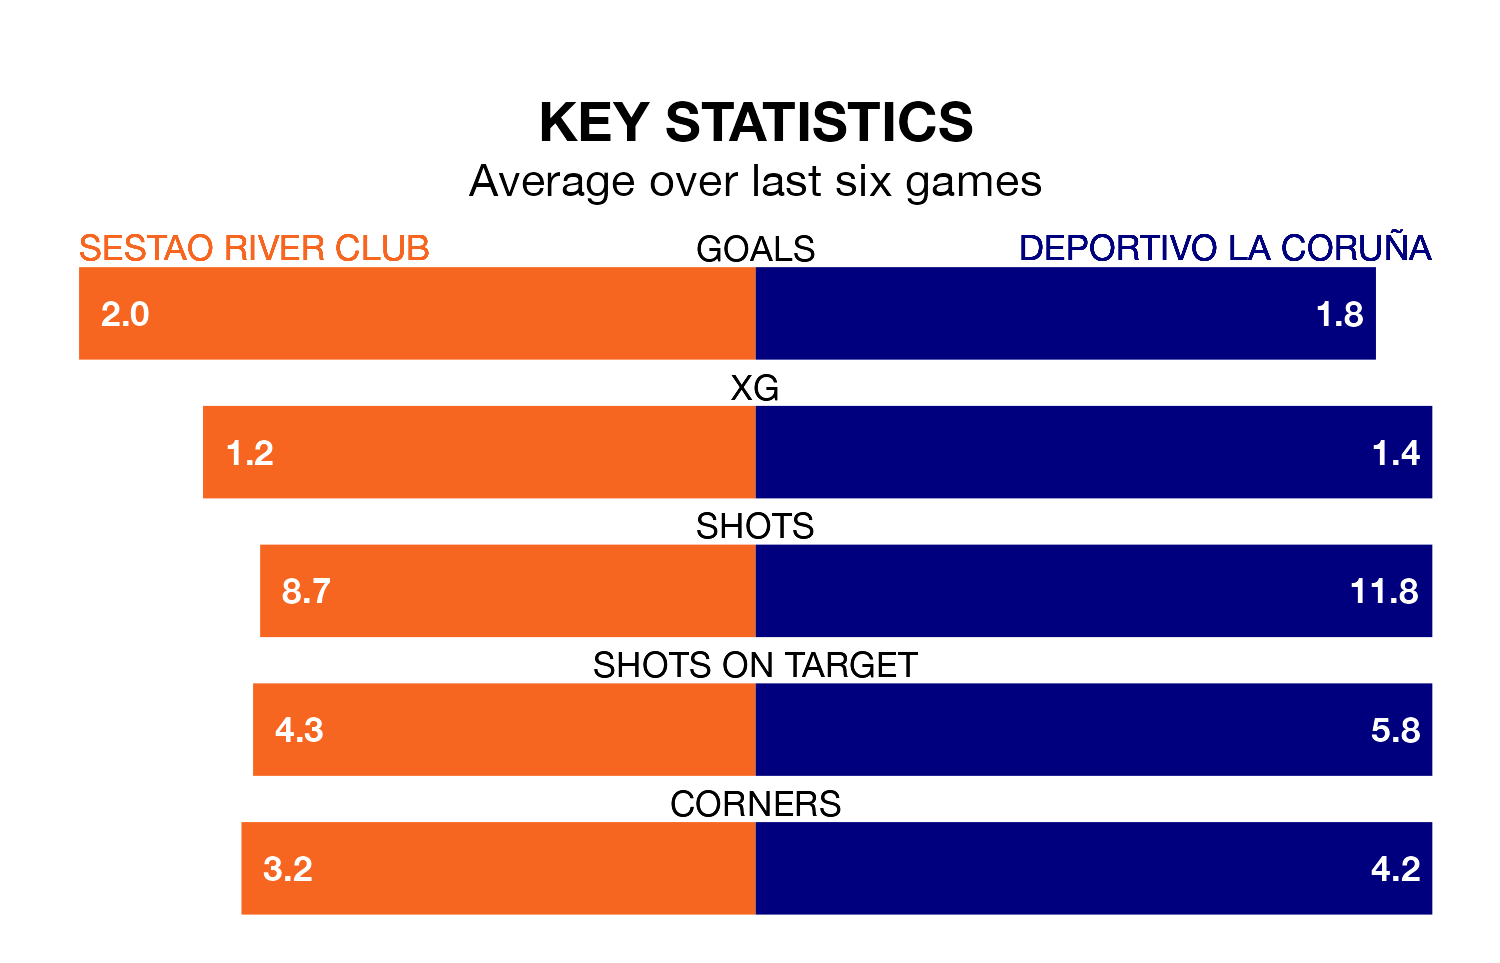 KEY STATISTICS
Average over last six games
SESTAO RIVER CLUB GOALS DEPORTIVO LA CORUÑA
2.0 1.8
XG
1.2 1.4
SHOTS
8.7 11.8
SHOTS ON TARGET
4.3 5.8
CORNERS
3.2 4.2